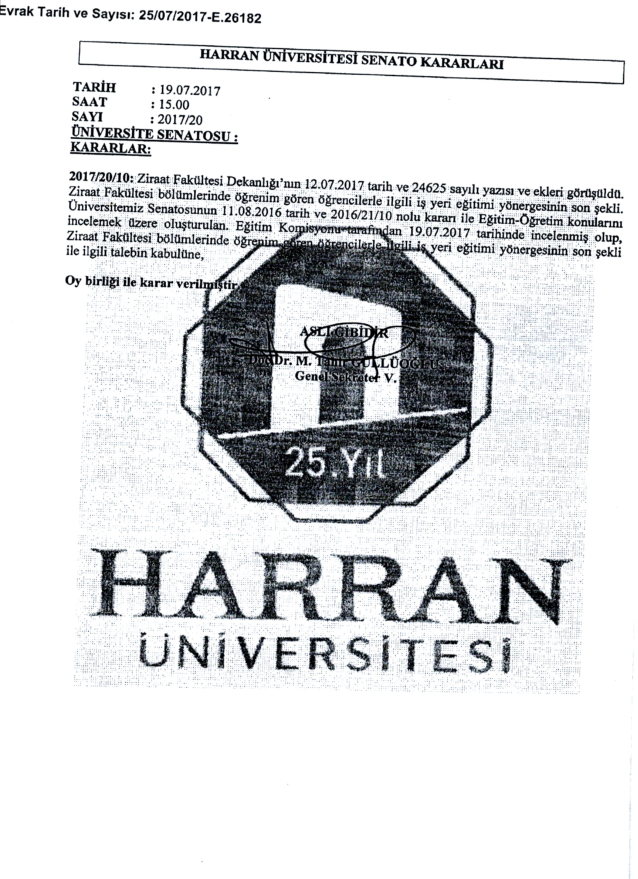 Evrak Tarih ve Sayısı: 25/07/2017-E.26182
HARRAN ÜNİVERSİTESİ SENATO KARARLARI
TARİH : 19.07.2017
SAAT : 15.00
SAYI : 2017/20
ÜNİVERSİTE SENATOSU :
KARARLAR:
2017/20/10: Ziraat Fakültesi Dekanlığı'nın 12.07.2017 tarih ve 24625 sayılı yazısı ve ekleri görüşüldü.
Ziraat Fakültesi bölümlerinde öğrenim gören öğrencilerle ilgili iş yeri eğitimi yönergesinin son şekli.
Üniversitemiz Senatosunun 11.08.2016 tarih ve 2016/21/10 nolu kararı ile Eğitim-Öğretim konularını
incelemek üzere oluşturulan. Eğitim Komisyonu tarafından 19.07.2017 tarihinde incelenmiş olup,
Ziraat Fakültesi bölümlerinde öğrenim gören öğrencilerle ilgili iş yeri eğitimi yönergesinin son şekli
ile ilgili talebin kabulüne,
Oy birliği ile karar verilmiştir.
ASLI GİBİDİR
Dr. M. Tahir GÜLLÜOĞLU
Genel Sekreter V.
25.Yıl
HARRAN
ÜNİVERSİTESİ